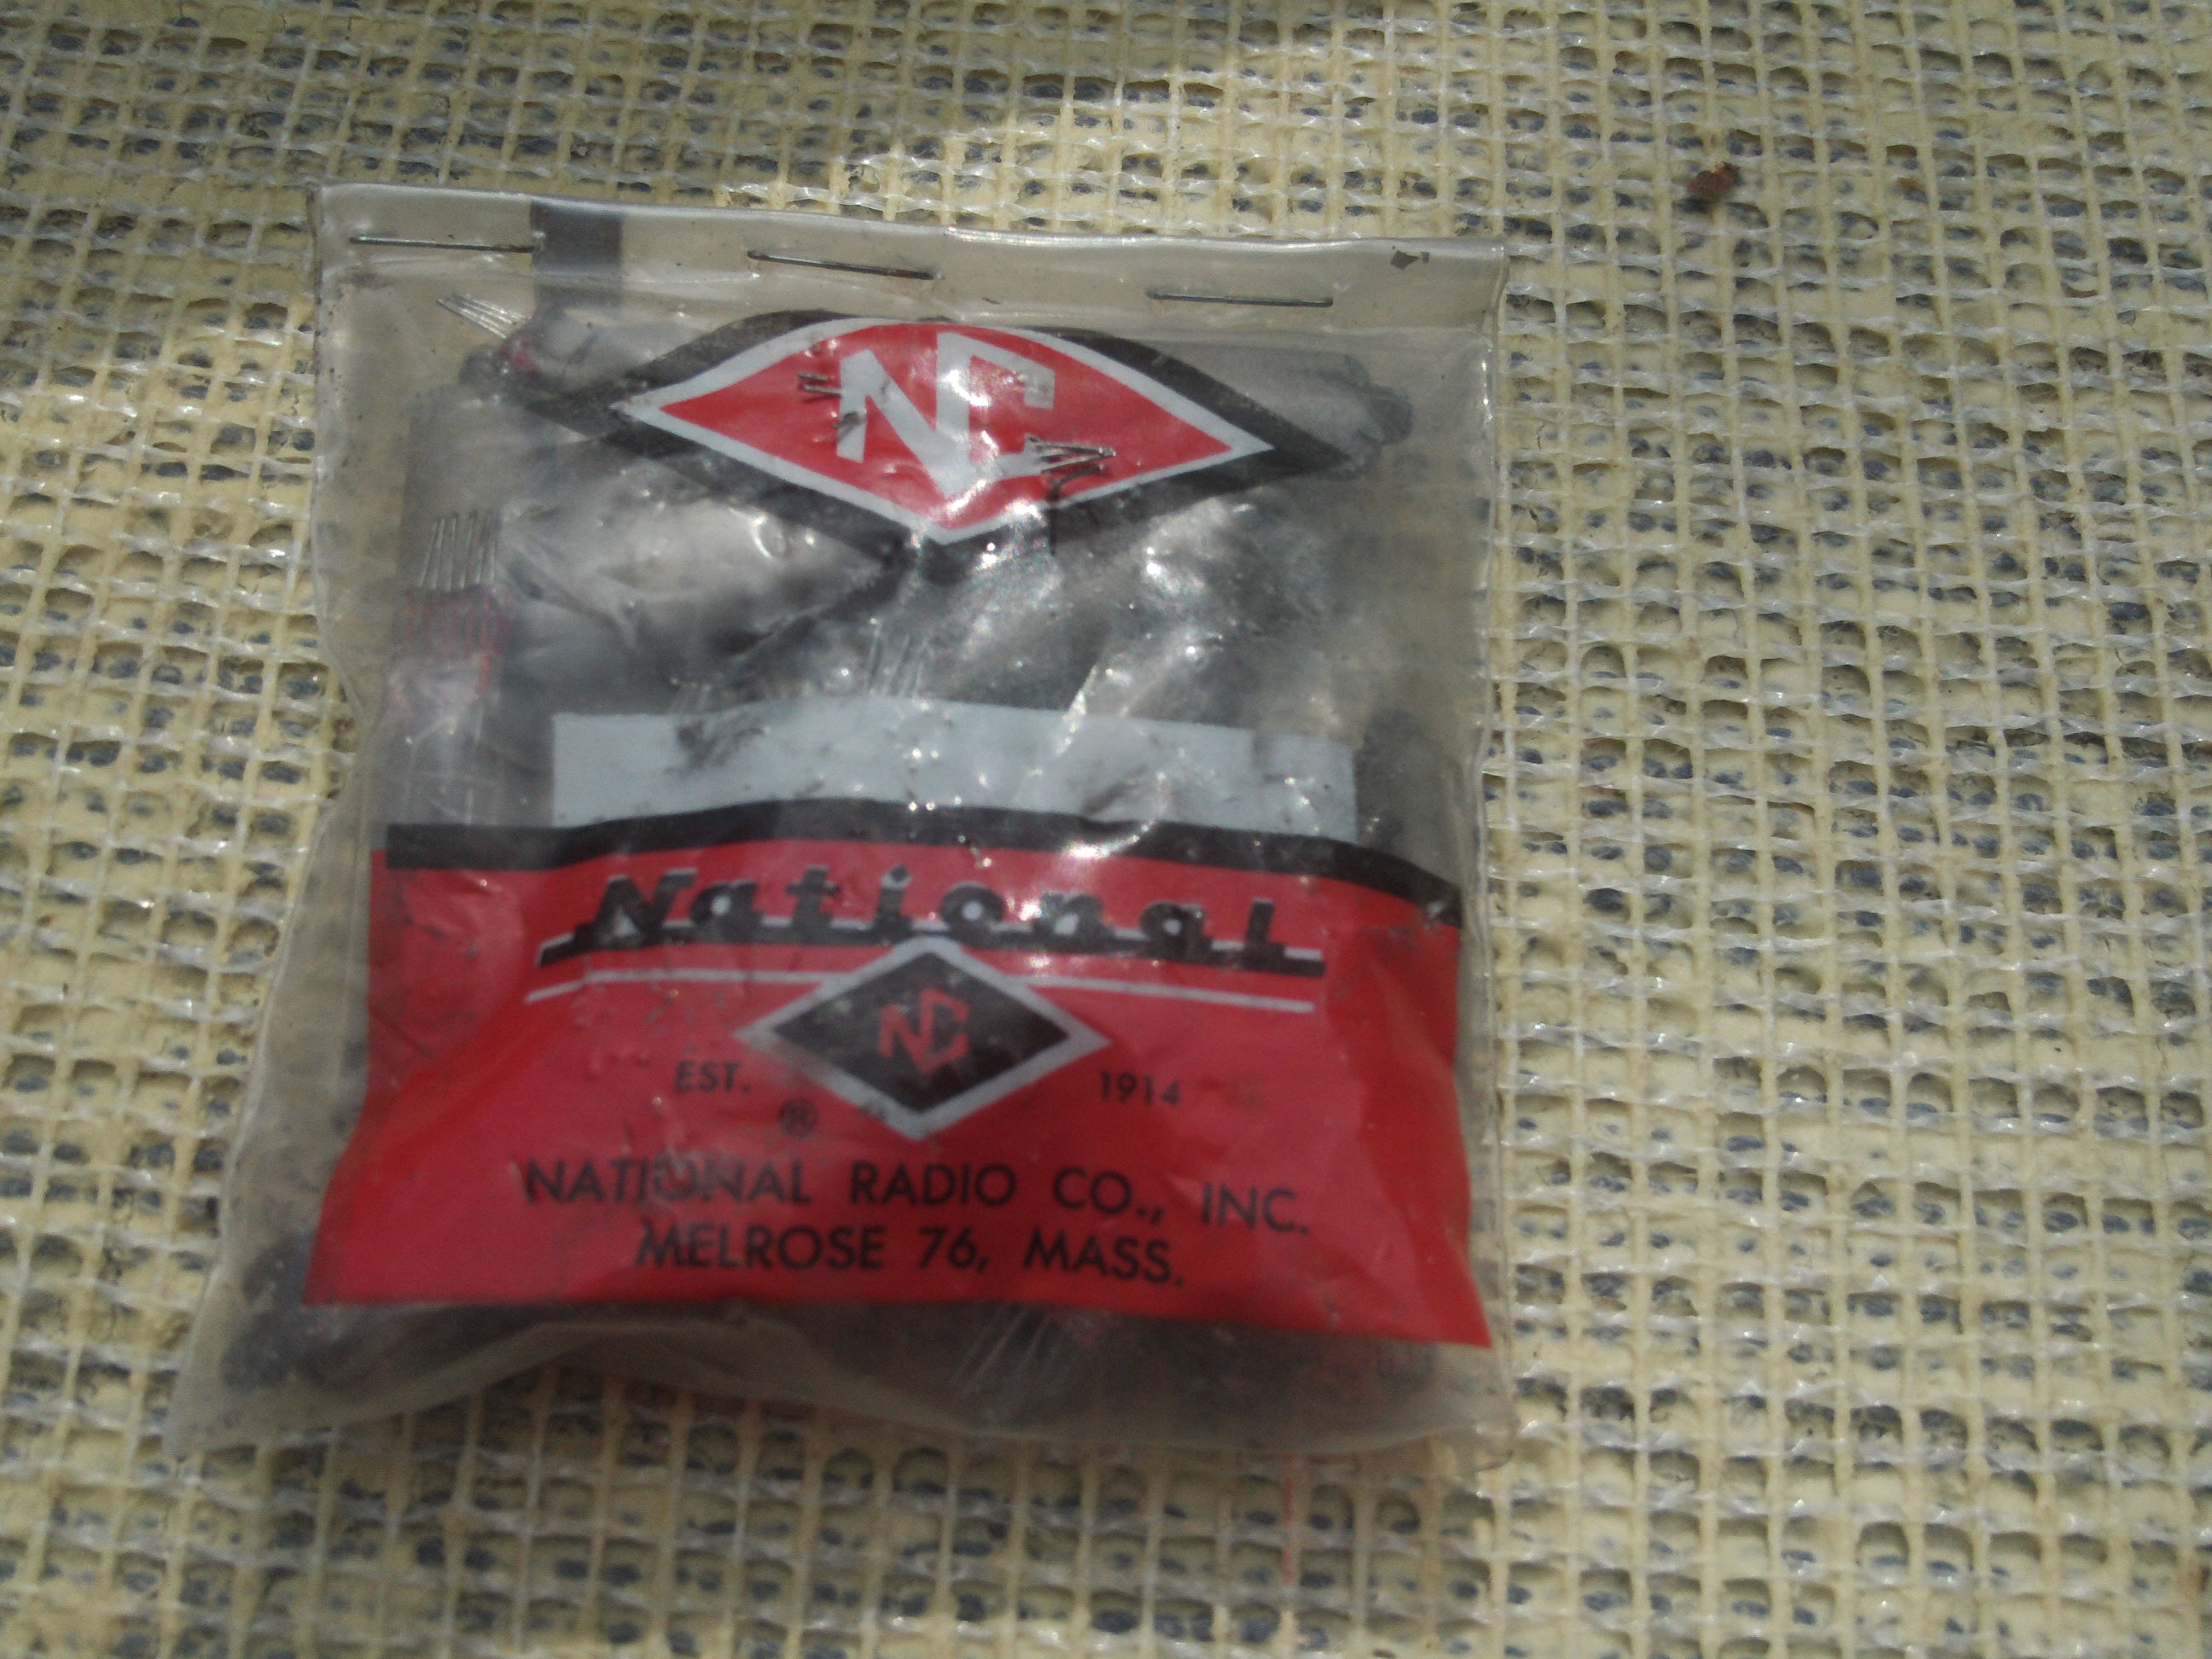 NC
National
NC
EST. 1914
®
NATIONAL RADIO CO., INC.
MELROSE 76, MASS.